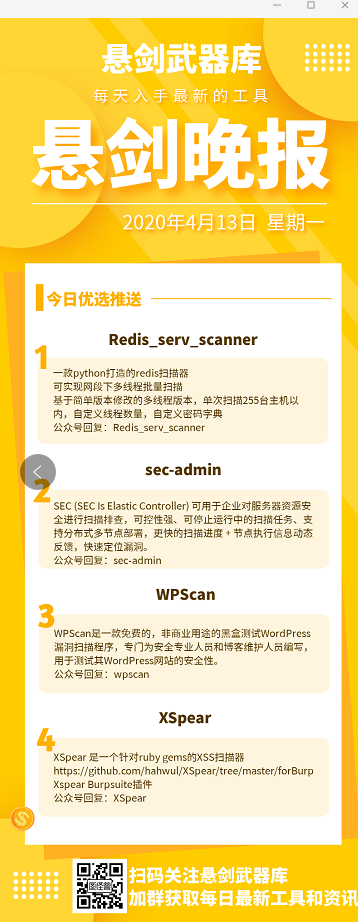 悬剑武器库
每天入手最新的工具
悬剑晚报
2020年4月13日 星期一
今日优选推送
Redis_serv_scanner
1
一款python打造的redis扫描器
可实现网段下多线程批量扫描
基于简单版本修改的多线程版本，单次扫描255台主机以
内，自定义线程数量，自定义密码字典
公众号回复：Redis_serv_scanner
sec-admin
2
SEC (SEC Is Elastic Controller) 可用于企业对服务器资源安
全进行扫描排查，可控性强、可停止运行中的扫描任务、支
持分布式多节点部署，更快的扫描进度 + 节点执行信息动态
反馈，快速定位漏洞。
公众号回复：sec-admin
WPScan
3
WPScan是一款免费的，非商业用途的黑盒测试WordPress
漏洞扫描程序，专门为安全专业人员和博客维护人员编写，
用于测试其WordPress网站的安全性。
公众号回复：wpscan
XSpear
4
XSpear 是一个针对ruby gems的XSS扫描器
https://github.com/hahwul/XSpear/tree/master/forBurp
Xspear Burpsuite插件
公众号回复：XSpear
扫码关注悬剑武器库
加群获取每日最新工具和资讯